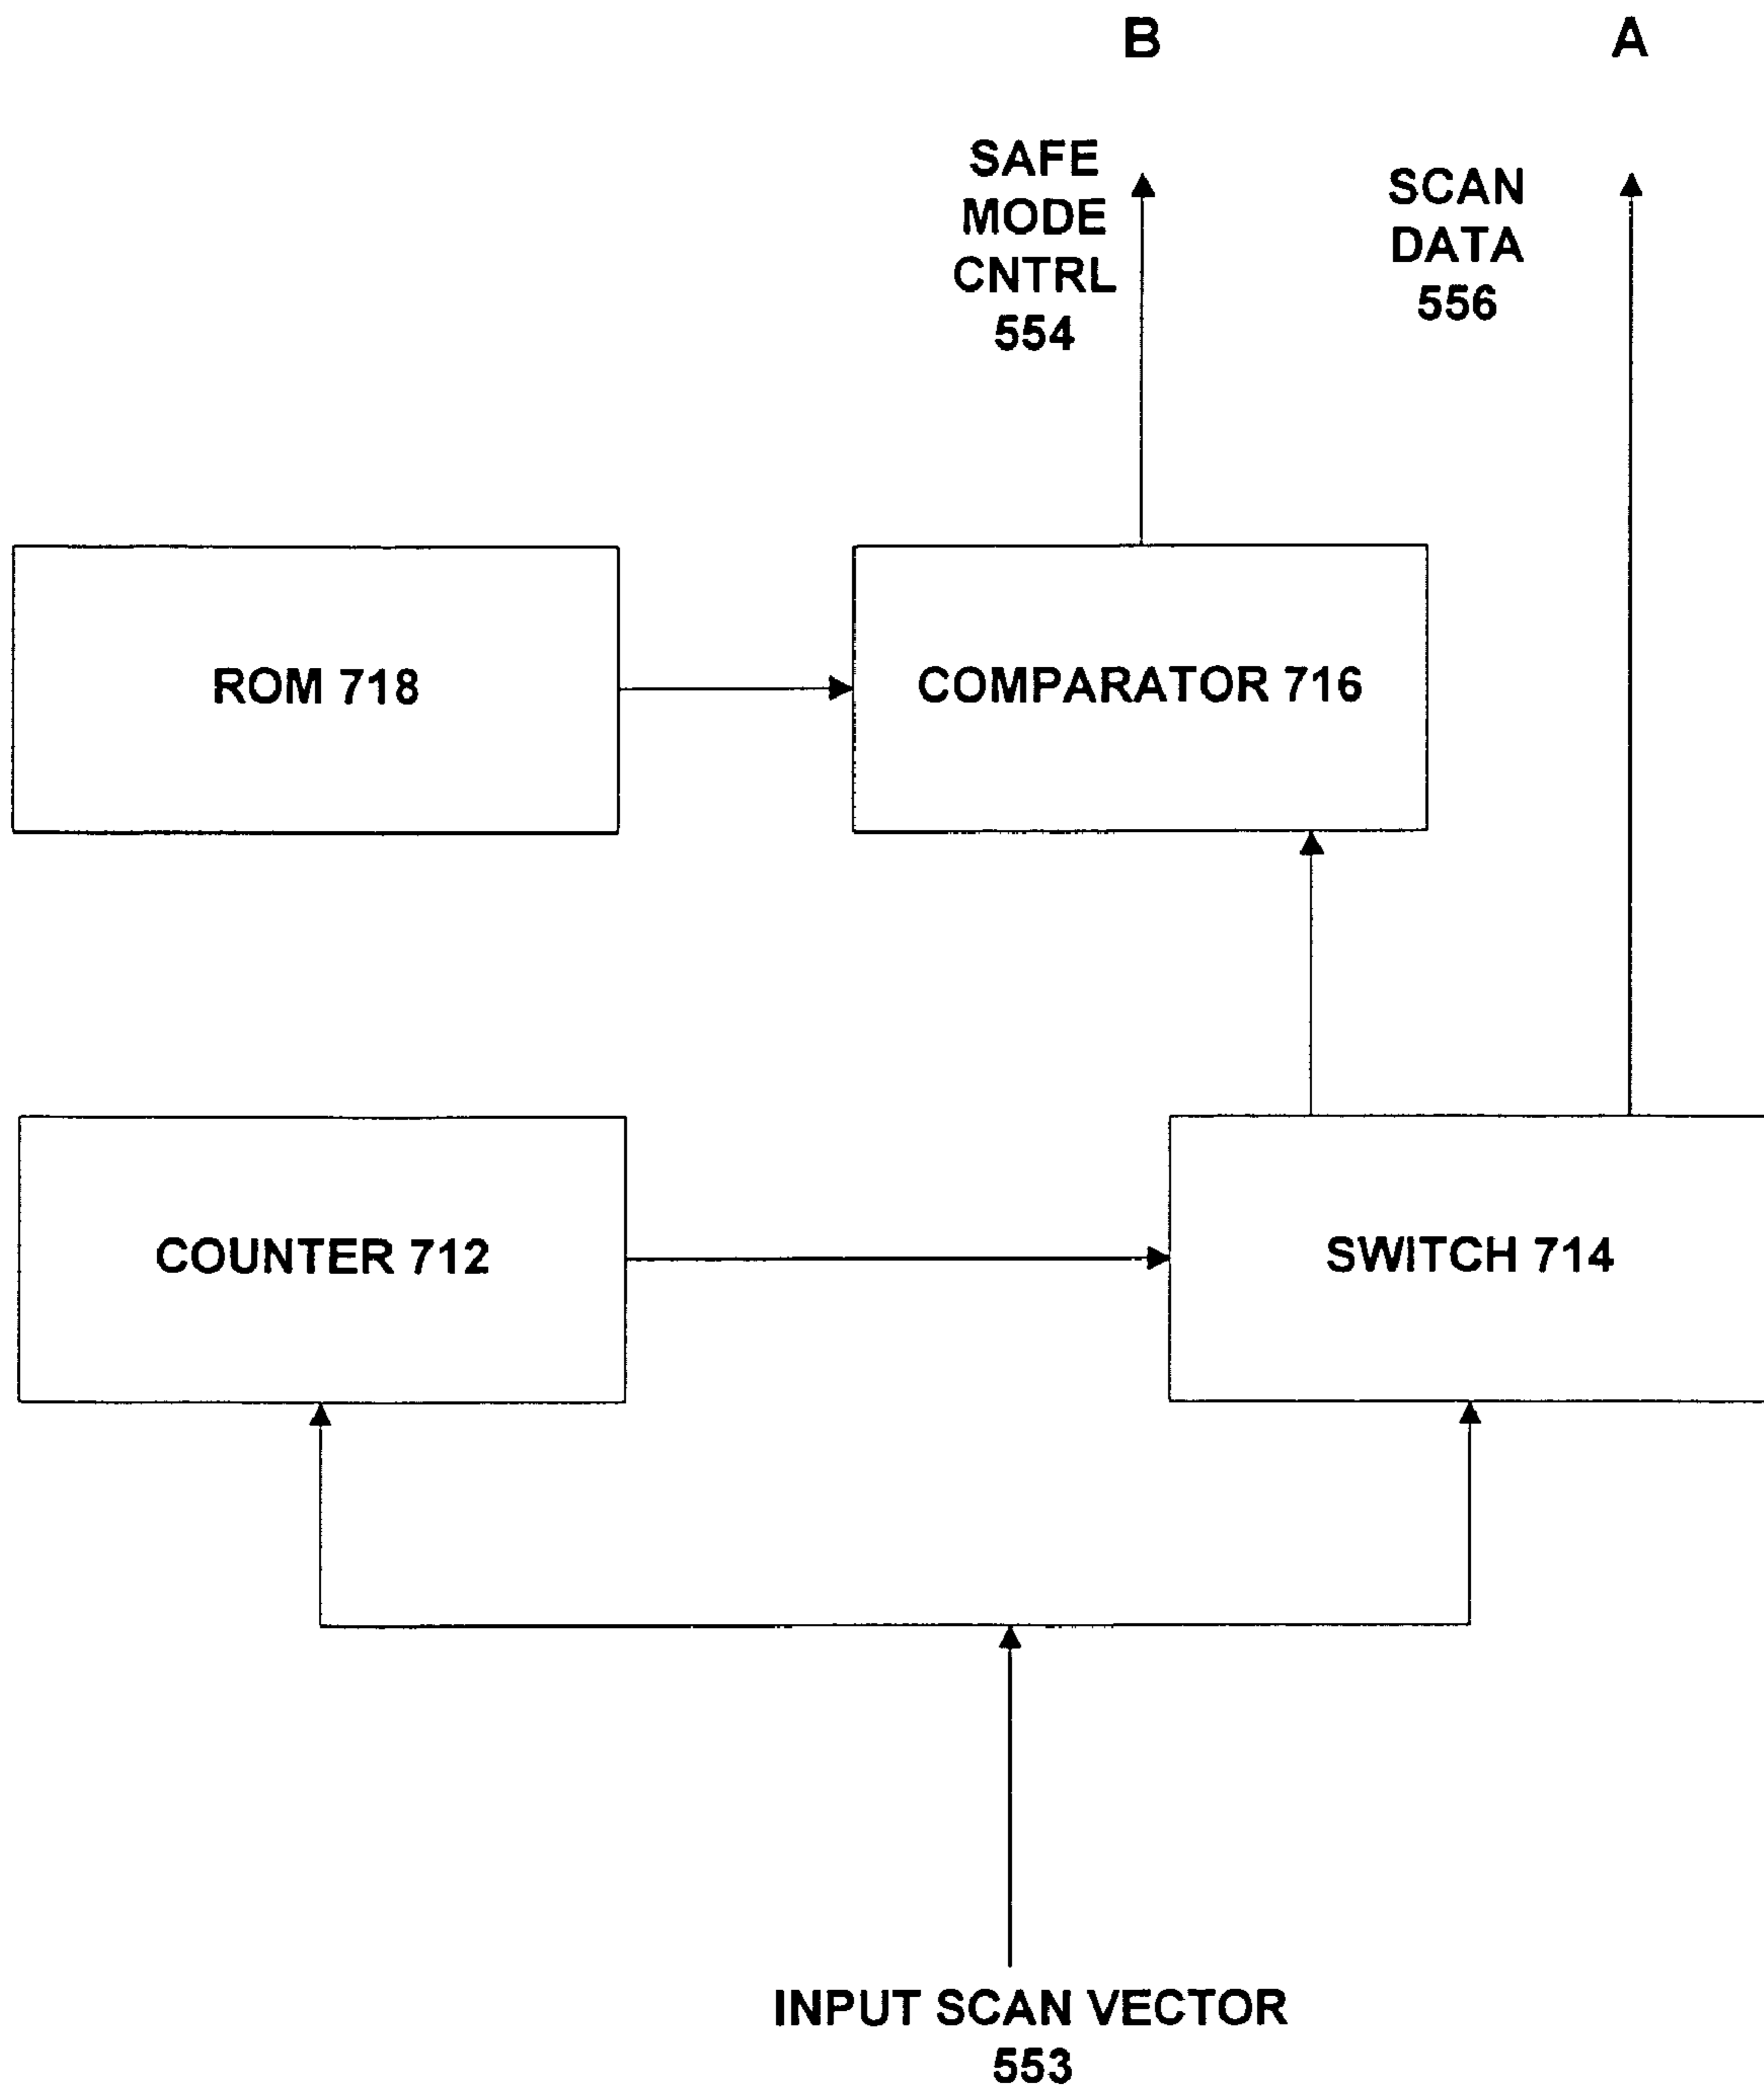 B
A
SAFE
MODE
CNTRL
554
SCAN
DATA
556
ROM 718
COMPARATOR 716
COUNTER 712
SWITCH 714
INPUT SCAN VECTOR
553